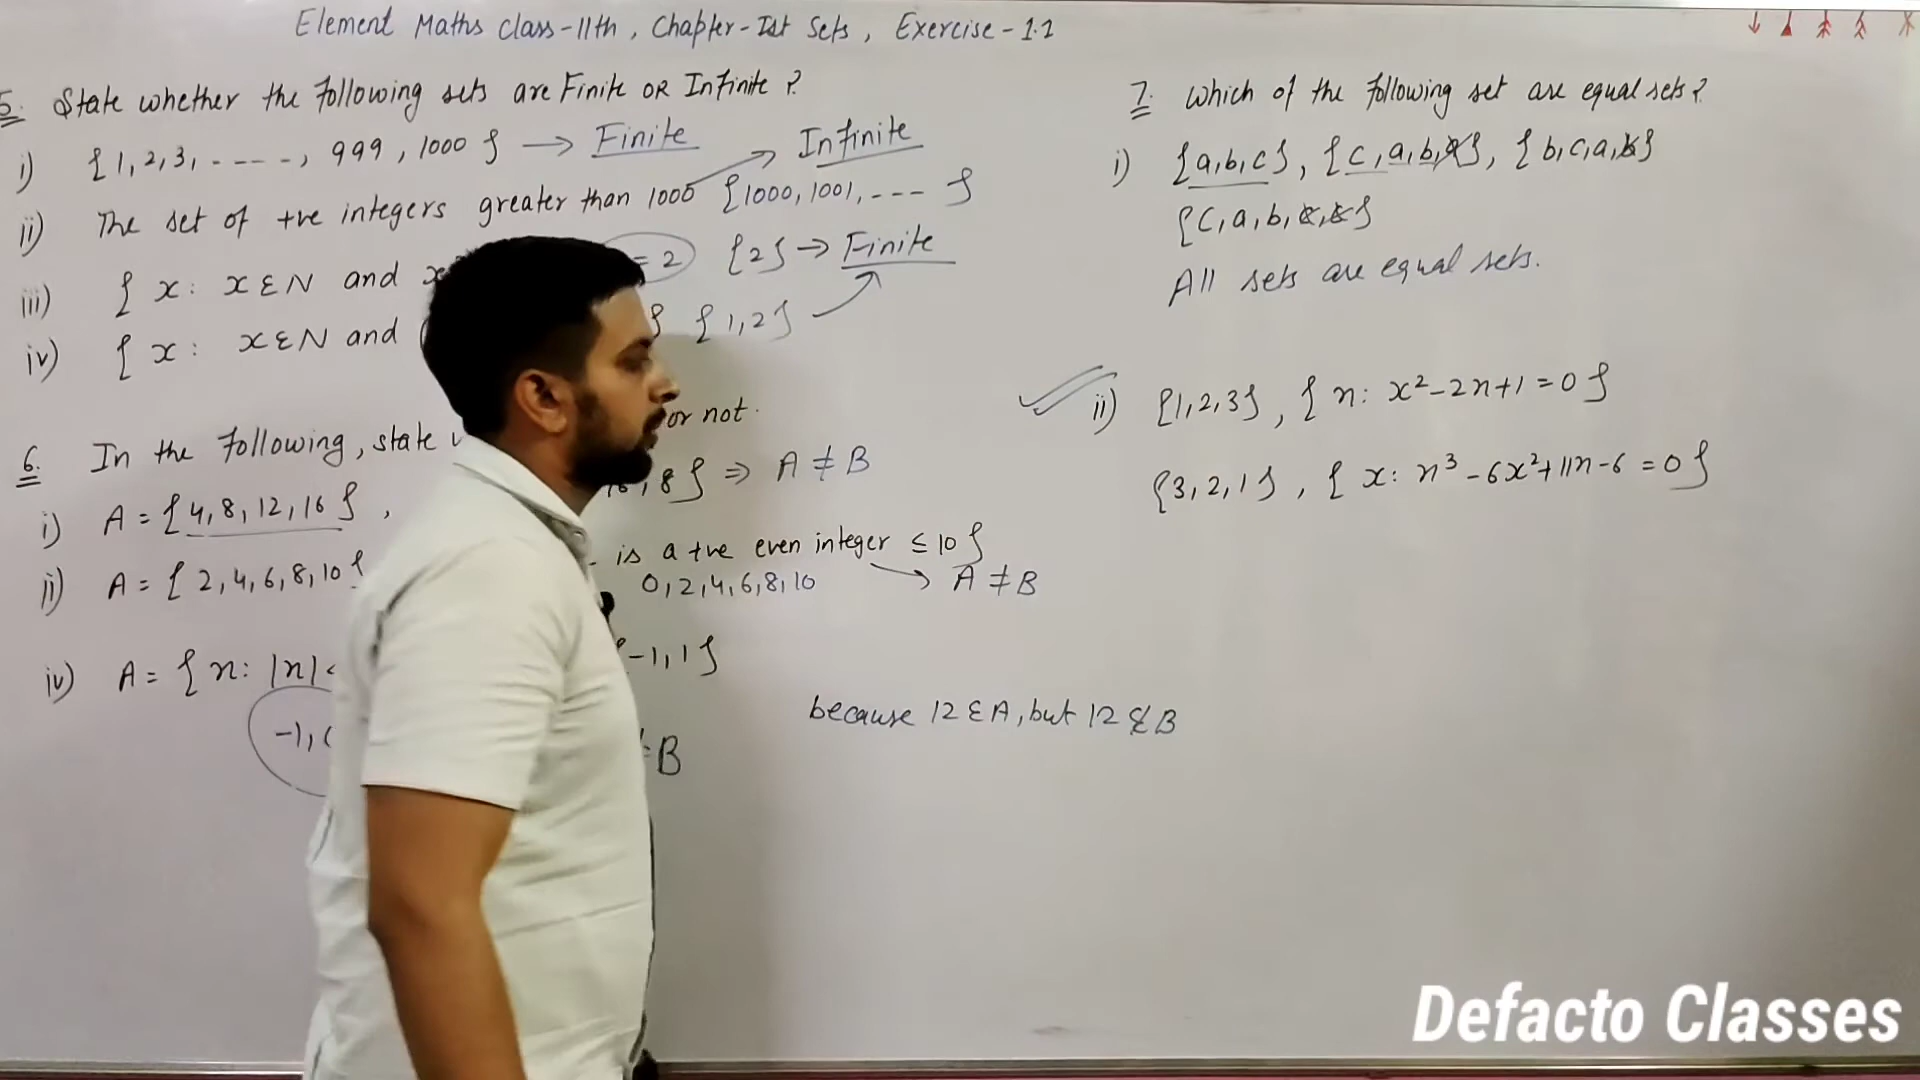 Element Maths Class-11th, Chapter-Ist Sets, Exercise-1.1
5. State whether the following sets are Finite OR Infinite?
i) {1,2,3,-----, 999, 1000} → Finite
Infinite
ii) The set of +ve integers greater than 1000 {1000, 1001, ---- }
iii) { x: x∈N and x = 2 {2} → Finite
iv) { x: x∈N and } {1,2}
6. In the following, state or not.
i) A = {4, 8, 12, 16}, 8} ⇒ A ≠ B
ii) A = { 2, 4, 6, 8, 10} is a +ve even integer ≤ 10}
0, 2, 4, 6, 8, 10 → A ≠ B
iv) A = { x: |x| < {-1, 1}
-1, B
because 12∈A, but 12∉B
7. Which of the following set are equal sets?
i) {a,b,c}, {c,a,b,a}, {b,c,a,b}
{c,a,b,c,c}
All sets are equal sets.
ii) {1,2,3}, { x: x²-2x+1=0 }
{3,2,1}, { x: x³-6x²+11x-6=0 }
Defacto Classes